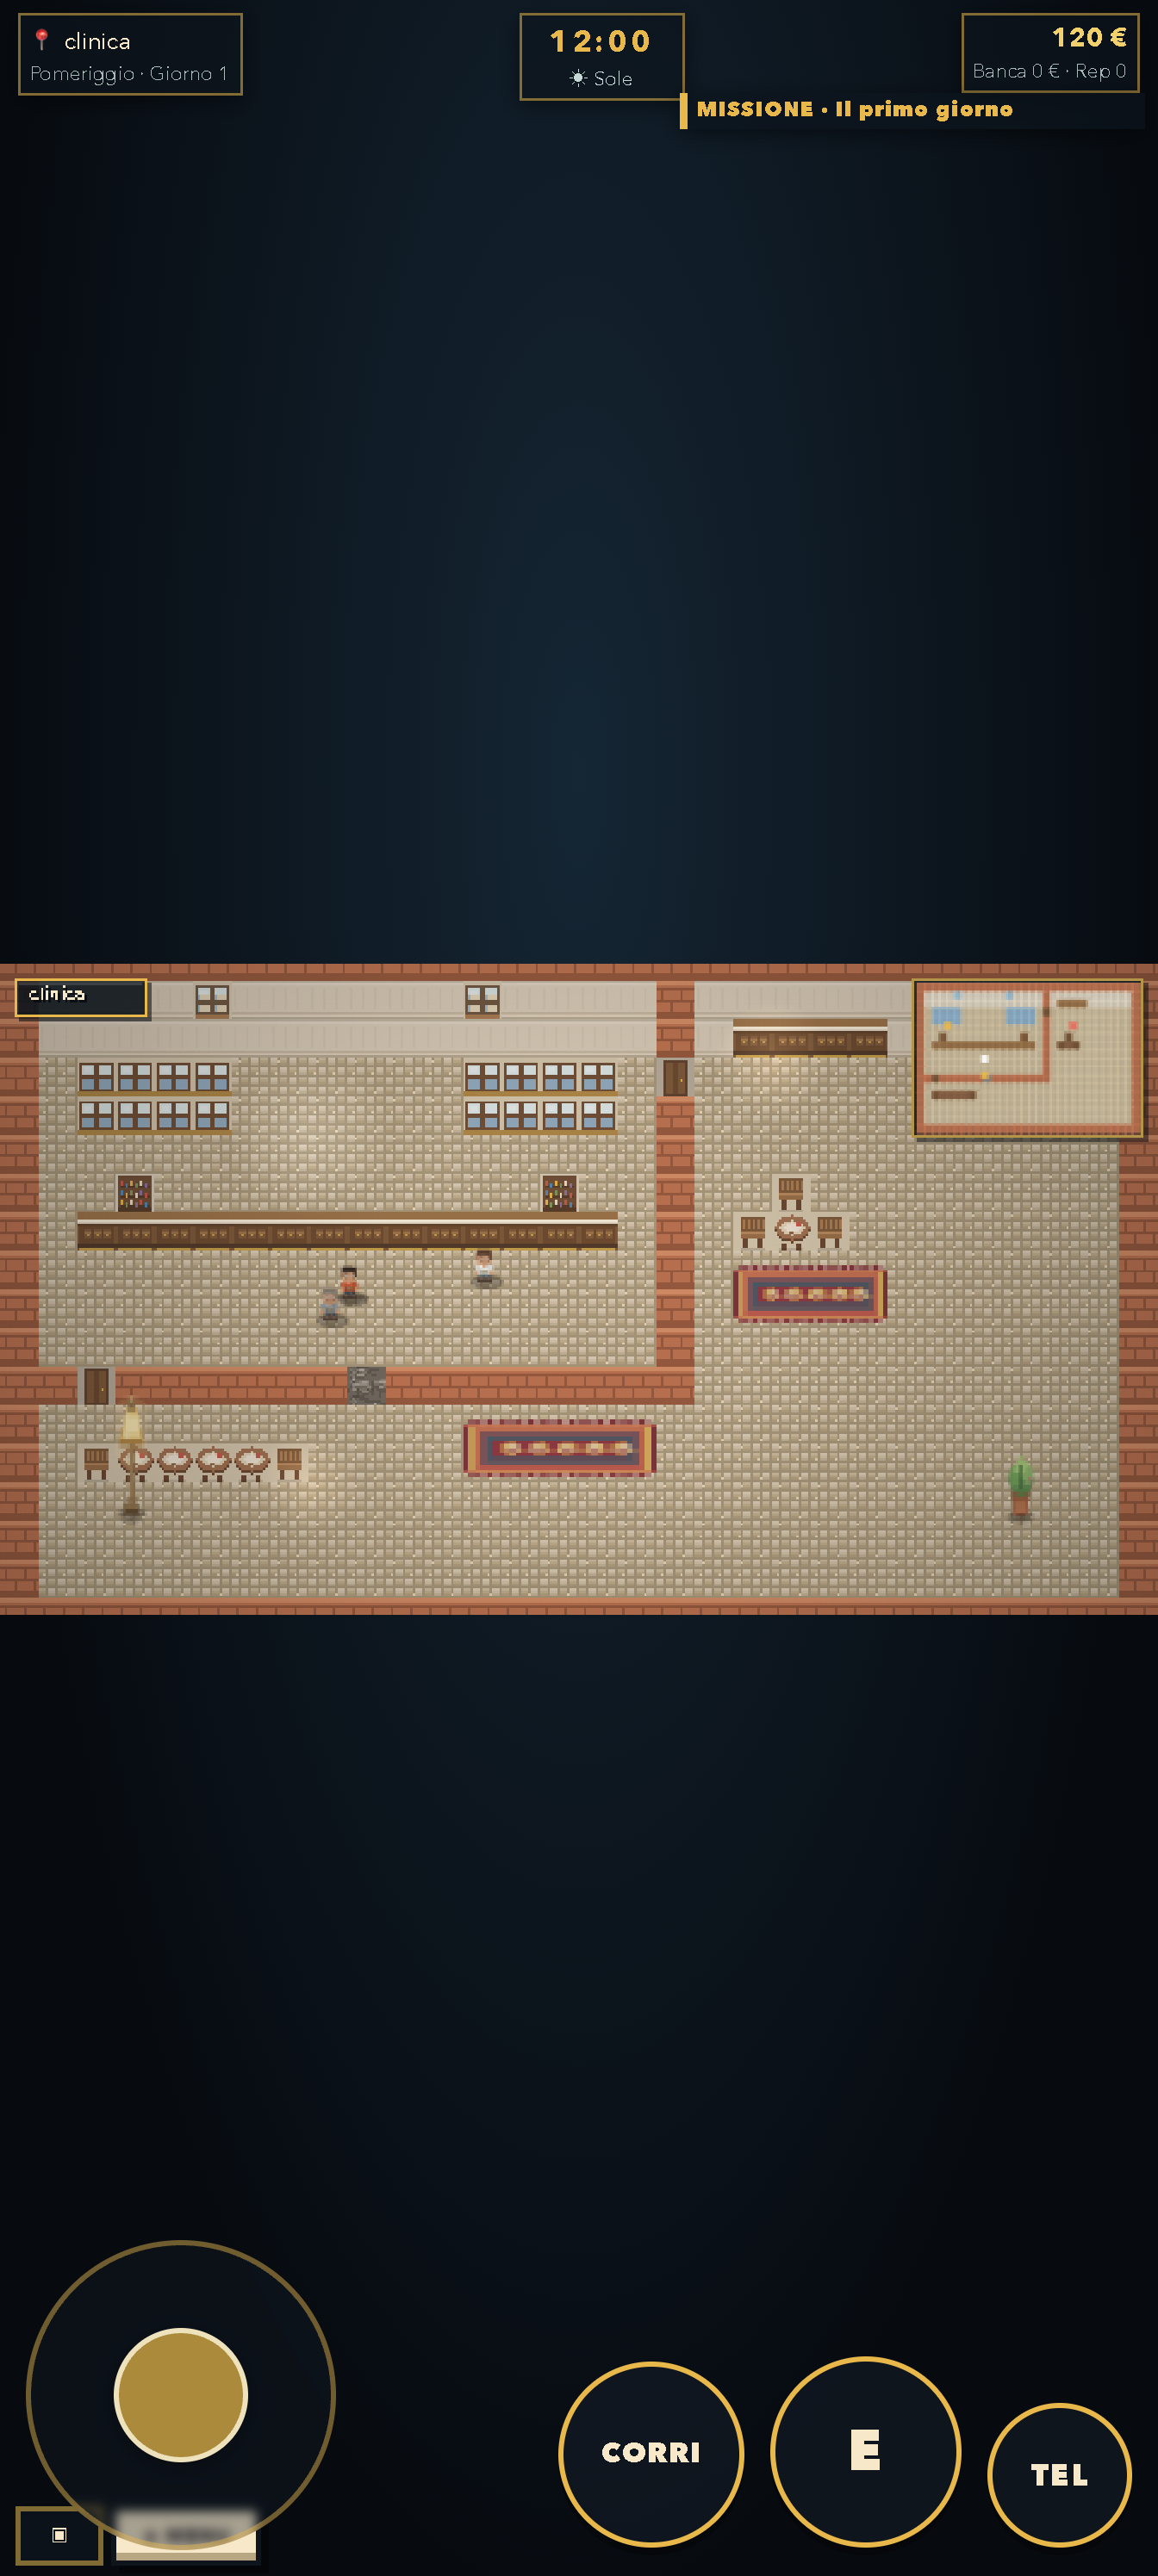 clinica
Pomeriggio · Giorno 1
12:00
Sole
120 €
Banca 0 € · Rep 0
MISSIONE · Il primo giorno
clinica
CORRI
E
TEL